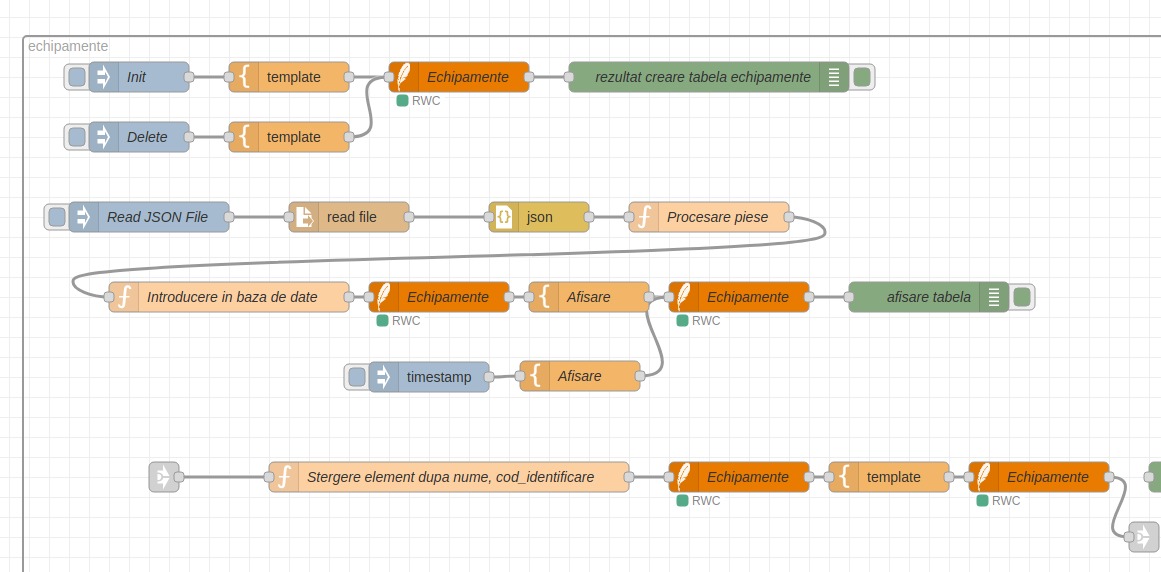 echipamente
Init
template
Echipamente
rezultat creare tabela echipamente
RWC
Delete
template
Read JSON File
read file
json
Procesare piese
Introducere in baza de date
Echipamente
Afisare
Echipamente
afisare tabela
RWC
RWC
timestamp
Afisare
Stergere element dupa nume, cod_identificare
Echipamente
template
Echipamente
RWC
RWC